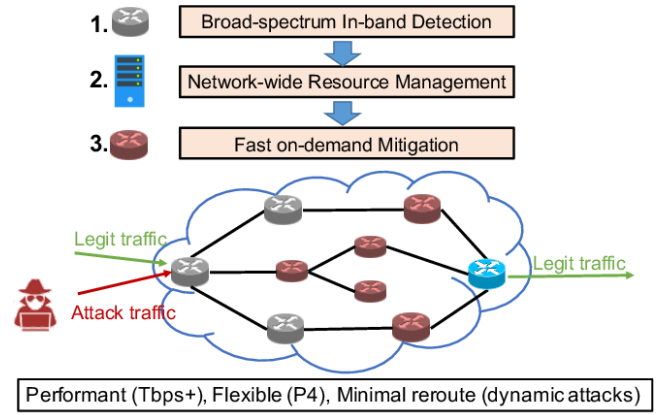 1.
Broad-spectrum In-band Detection
2.
Network-wide Resource Management
3.
Fast on-demand Mitigation
Legit traffic
Legit traffic
Attack traffic
Performant (Tbps+), Flexible (P4), Minimal reroute (dynamic attacks)